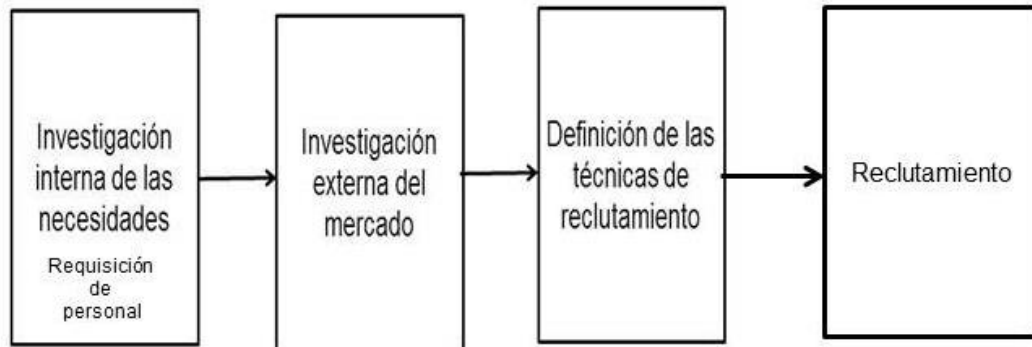 Investigación
interna de las
necesidades
Requisición
de
personal
Investigación
externa del
mercado
Definición de las
técnicas de
reclutamiento
Reclutamiento